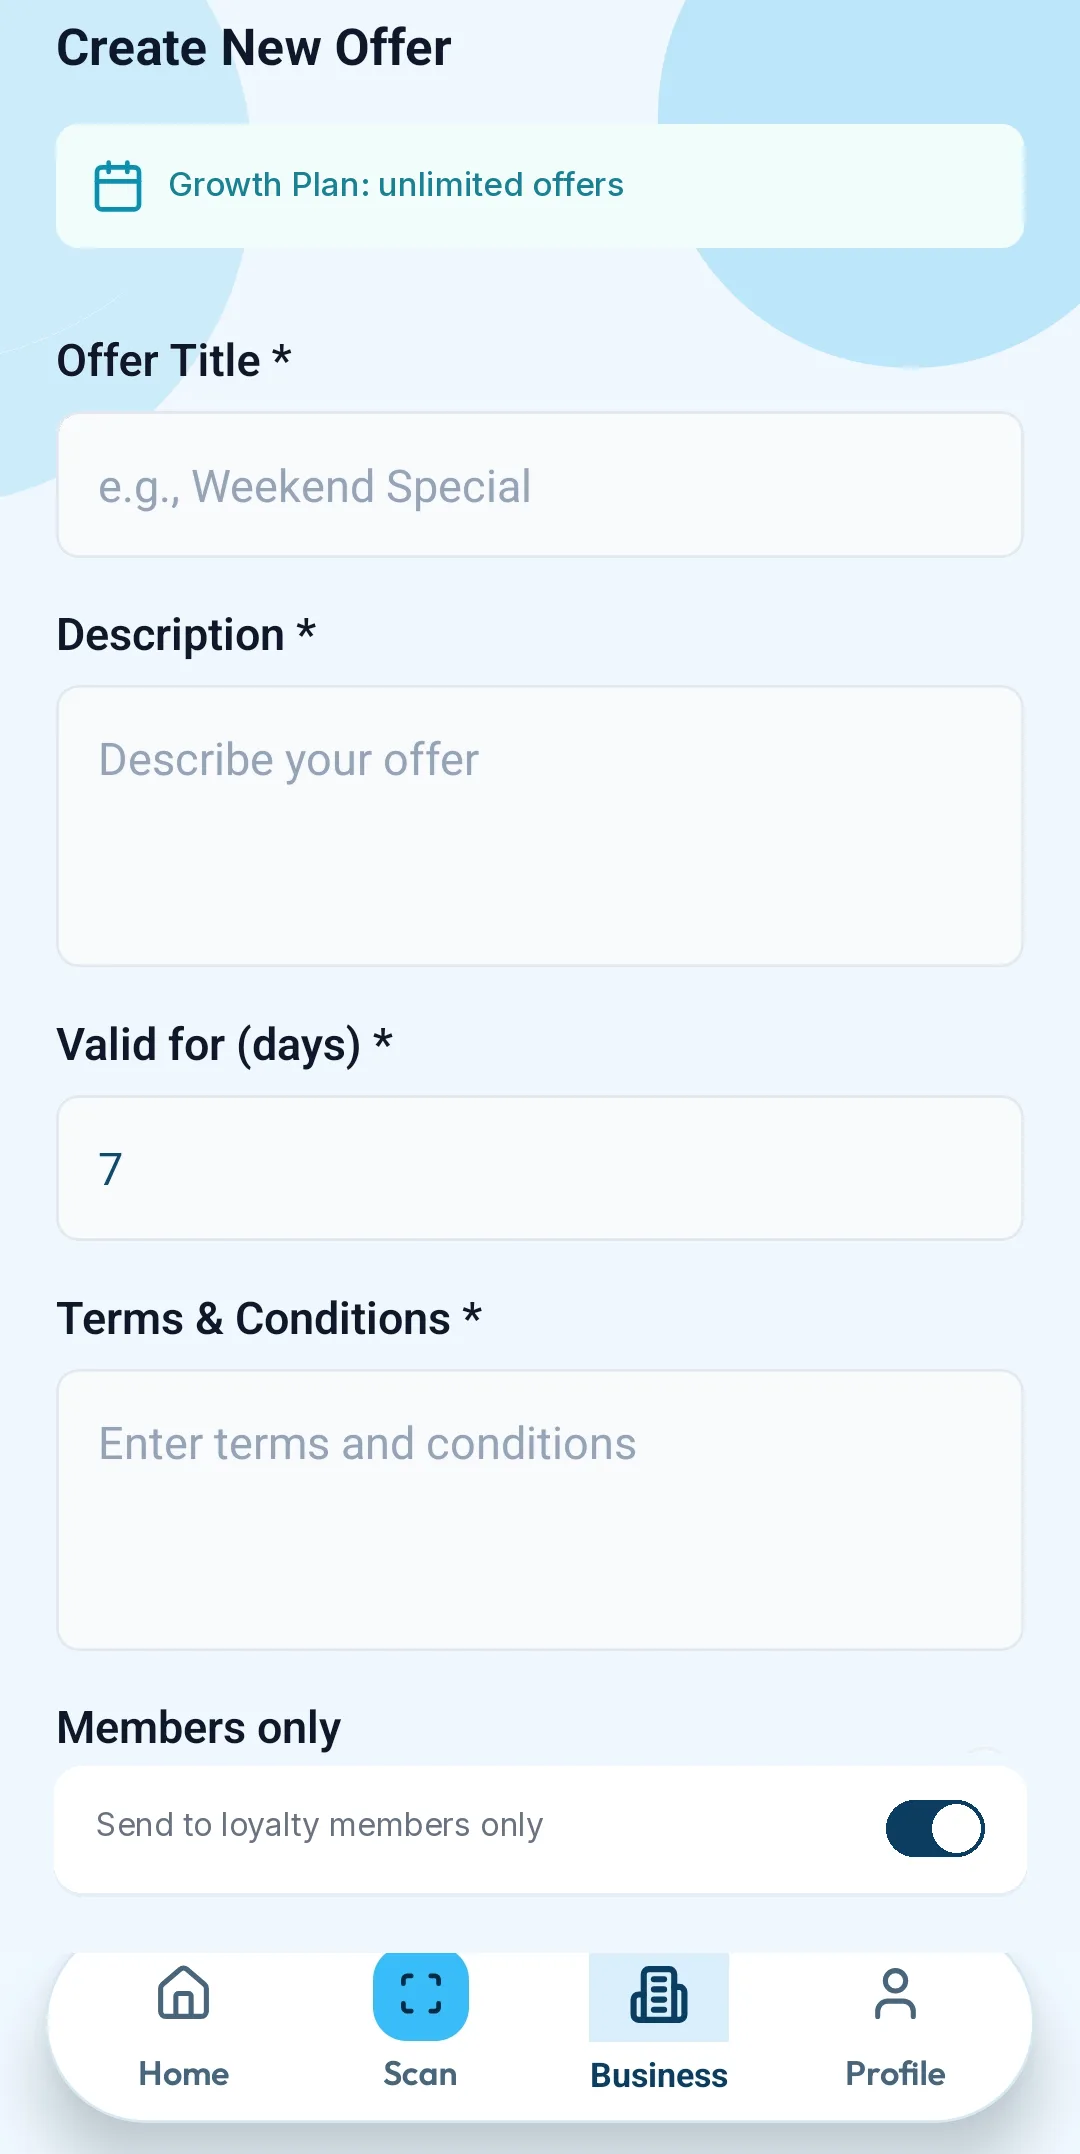 Create New Offer
Growth Plan: unlimited offers
Offer Title *
e.g., Weekend Special
Description *
Describe your offer
Valid for (days) *
7
Terms & Conditions *
Enter terms and conditions
Members only
Send to loyalty members only
Home Scan Business Profile